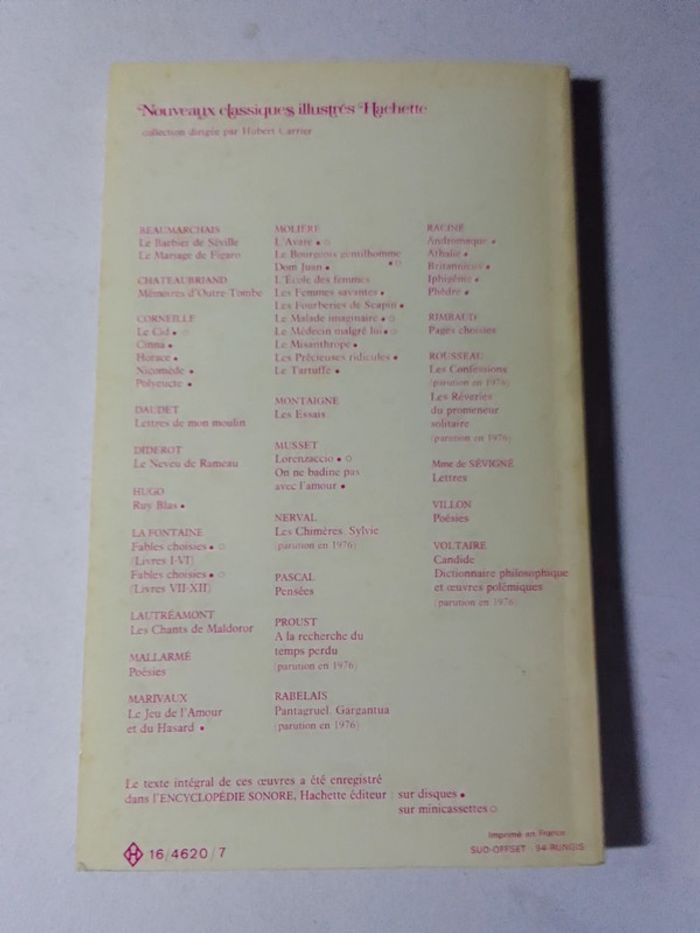 Nouveaux classiques illustrés Hachette
collection dirigée par Hubert Carrier
BEAUMARCHAIS
Le Barbier de Séville
Le Mariage de Figaro
CHATEAUBRIAND
Mémoires d'Outre-Tombe
CORNEILLE
Le Cid • ○
Cinna •
Horace •
Nicomède •
Polyeucte •
DAUDET
Lettres de mon moulin
DIDEROT
Le Neveu de Rameau
HUGO
Ruy Blas •
LA FONTAINE
Fables choisies • ○
(Livres I-VI)
Fables choisies • ○
(Livres VII-XII)
LAUTRÉAMONT
Les Chants de Maldoror
MALLARMÉ
Poésies
MARIVAUX
Le Jeu de l'Amour
et du Hasard •
MOLIÈRE
L'Avare • ○
Le Bourgeois gentilhomme
• ○
Dom Juan •
L'École des femmes
Les Femmes savantes •
Les Fourberies de Scapin •
Le Malade imaginaire • ○
Le Médecin malgré lui • ○
Le Misanthrope •
Les Précieuses ridicules •
Le Tartuffe •
MONTAIGNE
Les Essais
MUSSET
Lorenzaccio • ○
On ne badine pas
avec l'amour •
NERVAL
Les Chimères. Sylvie
(parution en 1976)
PASCAL
Pensées
PROUST
A la recherche du
temps perdu
(parution en 1976)
RABELAIS
Pantagruel. Gargantua
(parution en 1976)
RACINE
Andromaque •
Athalie •
Britannicus •
Iphigénie •
Phèdre •
RIMBAUD
Pages choisies
ROUSSEAU
Les Confessions
(parution en 1976)
Les Rêveries
du promeneur
solitaire
(parution en 1976)
Mme de SÉVIGNÉ
Lettres
VILLON
Poésies
VOLTAIRE
Candide
Dictionnaire philosophique
et œuvres polémiques
(parution en 1976)
Le texte intégral de ces œuvres a été enregistré
dans l'ENCYCLOPÉDIE SONORE, Hachette éditeur : sur disques •
sur minicassettes ○
H 16/4620/7
Imprimé en France
SUD-OFFSET - 94-RUNGIS